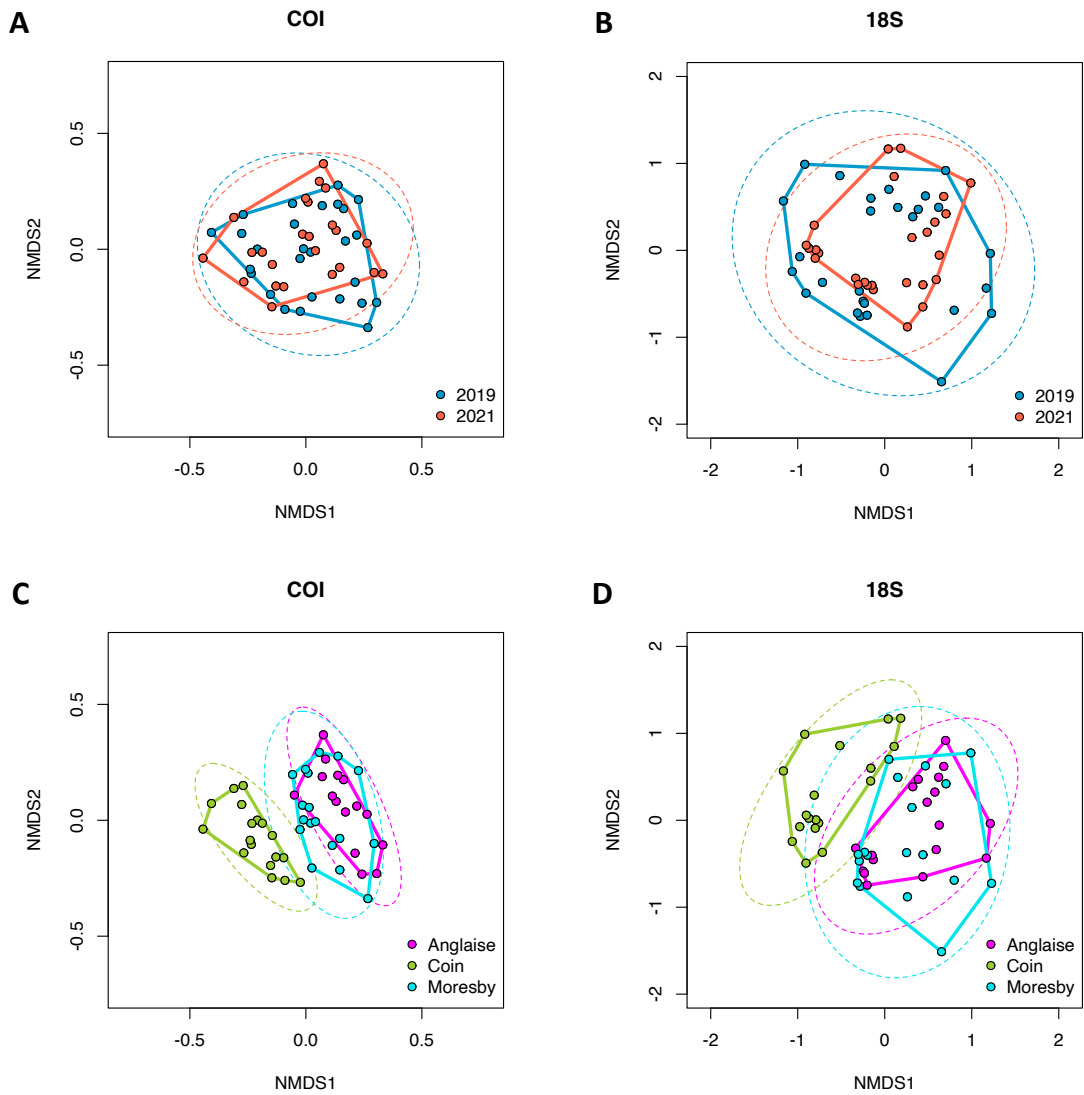 A
COI
0.5
0.0
-0.5
NMDS2
-0.5 0.0 0.5
NMDS1
2019
2021
B
18S
2
1
0
-1
-2
NMDS2
-2 -1 0 1 2
NMDS1
2019
2021
C
COI
0.5
0.0
-0.5
NMDS2
-0.5 0.0 0.5
NMDS1
Anglaise
Coin
Moresby
D
18S
2
1
0
-1
-2
NMDS2
-2 -1 0 1 2
NMDS1
Anglaise
Coin
Moresby